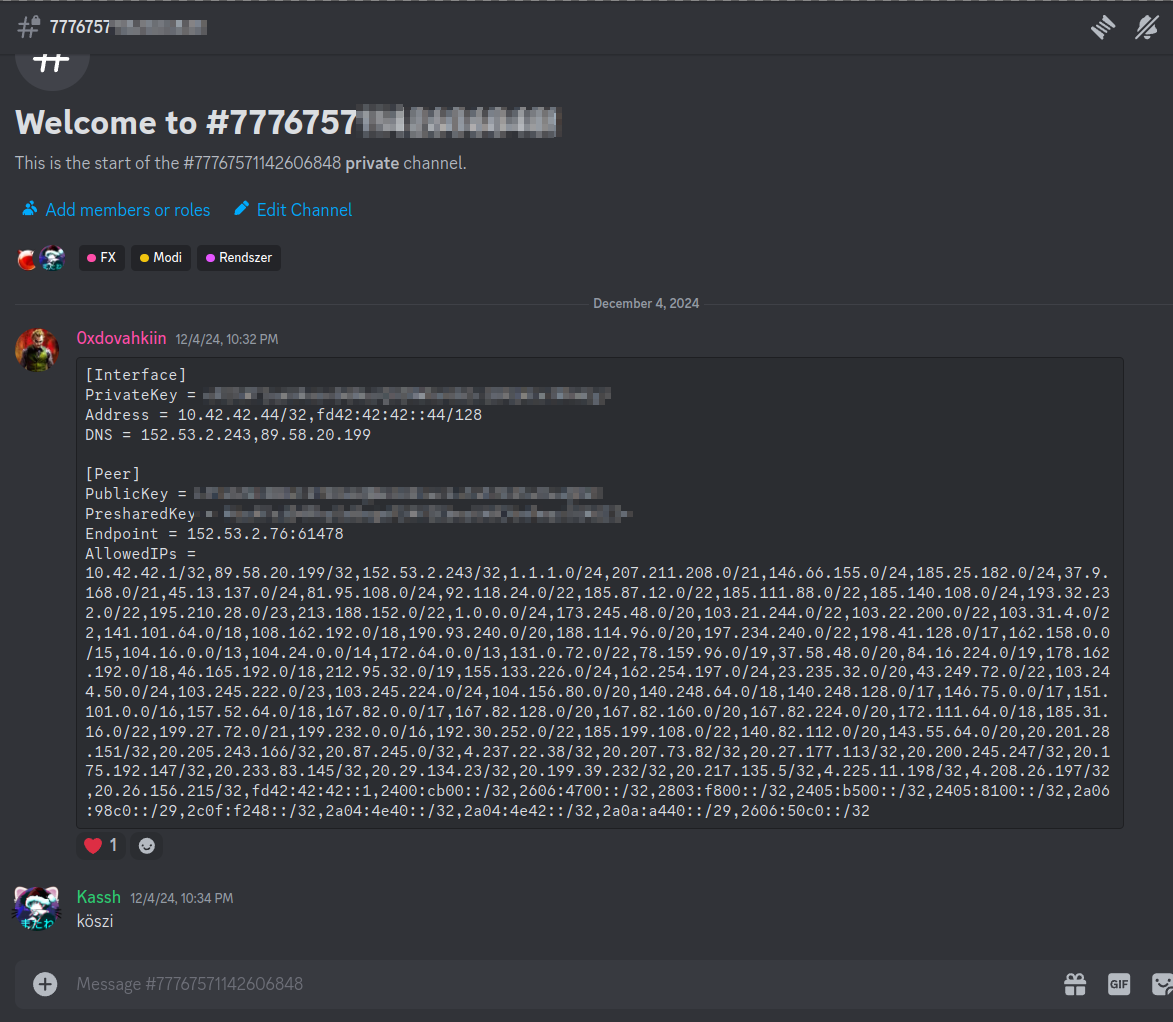 7776757
Welcome to #7776757
This is the start of the #77767571142606848 private channel.
Add members or roles Edit Channel
FX Modi Rendszer
December 4, 2024
0xdovahkiin 12/4/24, 10:32 PM
[Interface]
PrivateKey =
Address = 10.42.42.44/32,fd42:42:42::44/128
DNS = 152.53.2.243,89.58.20.199
[Peer]
PublicKey =
PresharedKey =
Endpoint = 152.53.2.76:61478
AllowedIPs =
10.42.42.1/32,89.58.20.199/32,152.53.2.243/32,1.1.1.0/24,207.211.208.0/21,146.66.155.0/24,185.25.182.0/24,37.9.
168.0/21,45.13.137.0/24,81.95.108.0/24,92.118.24.0/22,185.87.12.0/22,185.111.88.0/22,185.140.108.0/24,193.32.23
2.0/22,195.210.28.0/23,213.188.152.0/22,1.0.0.0/24,173.245.48.0/20,103.21.244.0/22,103.22.200.0/22,103.31.4.0/2
2,141.101.64.0/18,108.162.192.0/18,190.93.240.0/20,188.114.96.0/20,197.234.240.0/22,198.41.128.0/17,162.158.0.0
/15,104.16.0.0/13,104.24.0.0/14,172.64.0.0/13,131.0.72.0/22,78.159.96.0/19,37.58.48.0/20,84.16.224.0/19,178.162
.192.0/18,46.165.192.0/18,212.95.32.0/19,155.133.226.0/24,162.254.197.0/24,23.235.32.0/20,43.249.72.0/22,103.24
4.50.0/24,103.245.222.0/23,103.245.224.0/24,104.156.80.0/20,140.248.64.0/18,140.248.128.0/17,146.75.0.0/17,151.
101.0.0/16,157.52.64.0/18,167.82.0.0/17,167.82.128.0/20,167.82.160.0/20,167.82.224.0/20,172.111.64.0/18,185.31.
16.0/22,199.27.72.0/21,199.232.0.0/16,192.30.252.0/22,185.199.108.0/22,140.82.112.0/20,143.55.64.0/20,20.201.28
.151/32,20.205.243.166/32,20.87.245.0/32,4.237.22.38/32,20.207.73.82/32,20.27.177.113/32,20.200.245.247/32,20.1
75.192.147/32,20.233.83.145/32,20.29.134.23/32,20.199.39.232/32,20.217.135.5/32,4.225.11.198/32,4.208.26.197/32
,20.26.156.215/32,fd42:42:42::1,2400:cb00::/32,2606:4700::/32,2803:f800::/32,2405:b500::/32,2405:8100::/32,2a06
:98c0::/29,2c0f:f248::/32,2a04:4e40::/32,2a04:4e42::/32,2a0a:a440::/29,2606:50c0::/32
1
Kassh 12/4/24, 10:34 PM
köszi
Message #77767571142606848
GIF